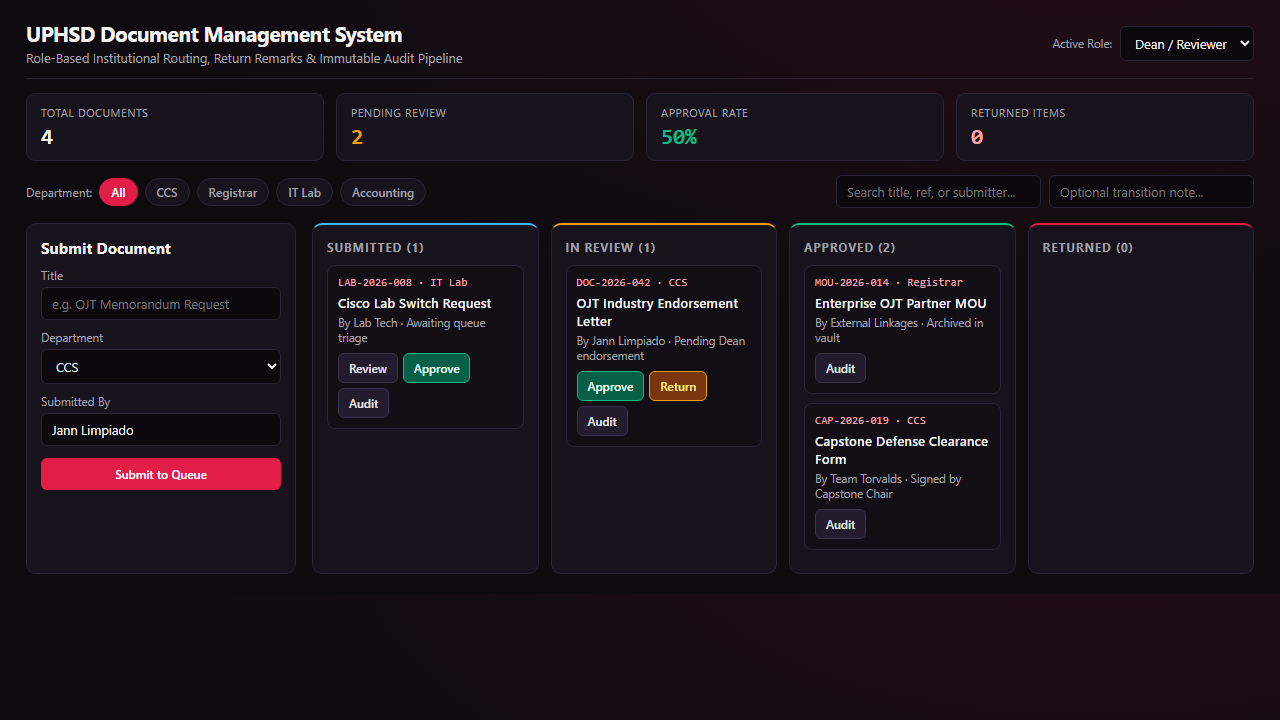 UPHSD Document Management System
Role-Based Institutional Routing, Return Remarks & Immutable Audit Pipeline
Active Role:
Dean / Reviewer
TOTAL DOCUMENTS
4
PENDING REVIEW
2
APPROVAL RATE
50%
RETURNED ITEMS
0
Department:
All
CCS
Registrar
IT Lab
Accounting
Search title, ref, or submitter...
Optional transition note...
Submit Document
Title
e.g. OJT Memorandum Request
Department
CCS
Submitted By
Jann Limpiado
Submit to Queue
SUBMITTED (1)
LAB-2026-008 · IT Lab
Cisco Lab Switch Request
By Lab Tech · Awaiting queue
triage
Review
Approve
Audit
IN REVIEW (1)
DOC-2026-042 · CCS
OJT Industry Endorsement
Letter
By Jann Limpiado · Pending Dean
endorsement
Approve
Return
Audit
APPROVED (2)
MOU-2026-014 · Registrar
Enterprise OJT Partner MOU
By External Linkages · Archived in
vault
Audit
CAP-2026-019 · CCS
Capstone Defense Clearance
Form
By Team Torvalds · Signed by
Capstone Chair
Audit
RETURNED (0)